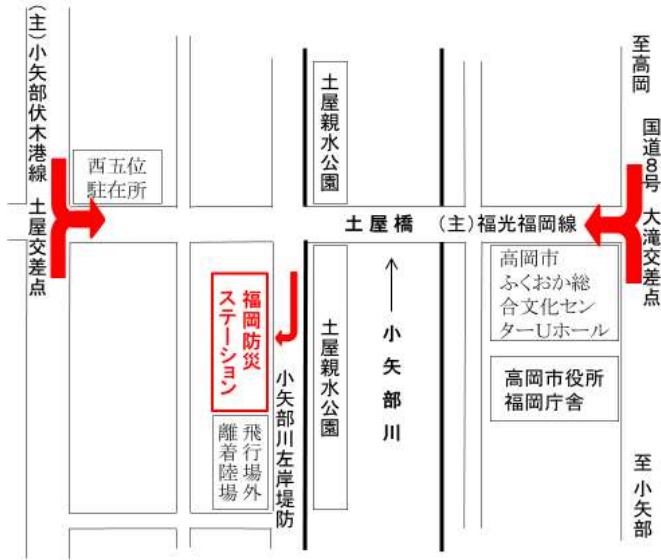 (主)小矢部伏木港線
土屋交差点
西五位
駐在所
土屋親水公園
至高岡
国道8号
大滝交差点
土屋橋
(主)福光福岡線
福岡防災
ステーション
飛行場外
離着陸場
小矢部川左岸堤防
土屋親水公園
小矢部川
高岡市
ふくおか総
合文化セン
ターUホール
高岡市役所
福岡庁舎
至 小矢部